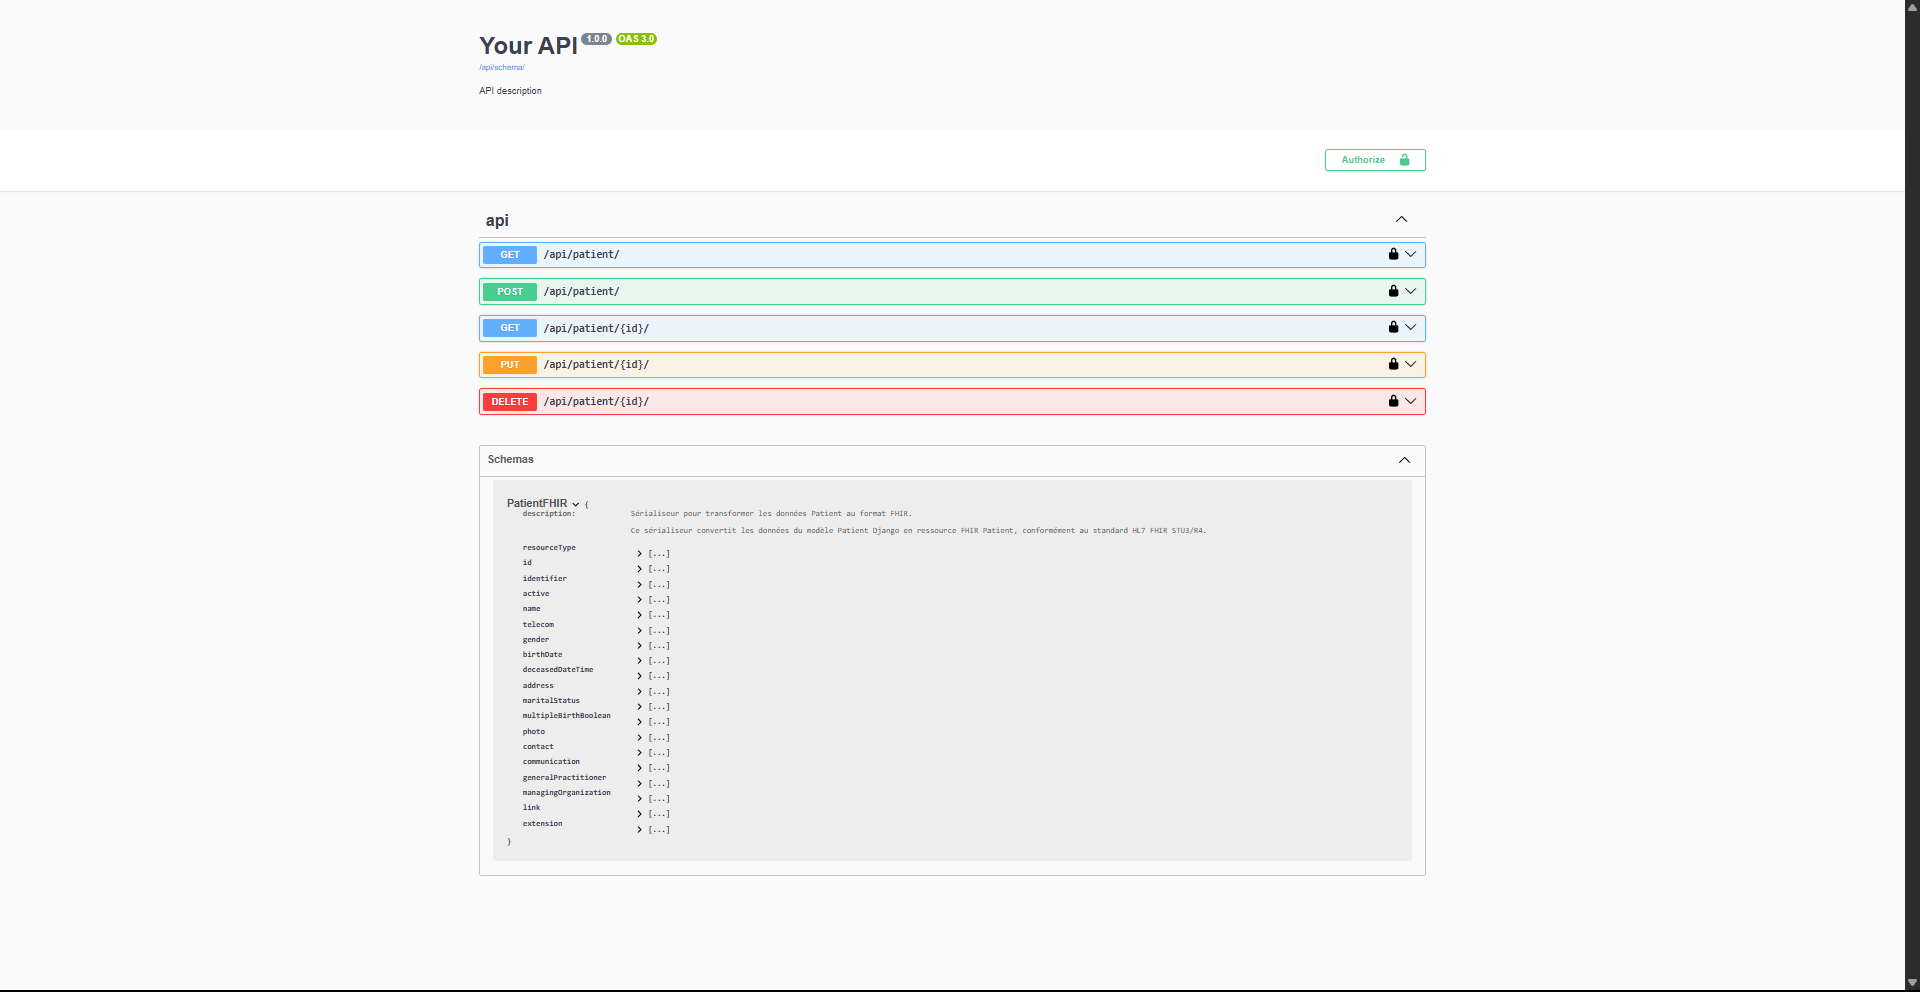 Your API 1.0.0 OAS 3.0
/api/schema/
API description
Authorize
api
GET /api/patient/
POST /api/patient/
GET /api/patient/{id}/
PUT /api/patient/{id}/
DELETE /api/patient/{id}/
Schemas
PatientFHIR {
description: Sérialiseur pour transformer les données Patient au format FHIR.
Ce sérialiseur convertit les données du modèle Patient Django en ressource FHIR Patient, conformément au standard HL7 FHIR STU3/R4.
resourceType [...]
id [...]
identifier [...]
active [...]
name [...]
telecom [...]
gender [...]
birthDate [...]
deceasedDateTime [...]
address [...]
maritalStatus [...]
multipleBirthBoolean [...]
photo [...]
contact [...]
communication [...]
generalPractitioner [...]
managingOrganization [...]
link [...]
extension [...]
}